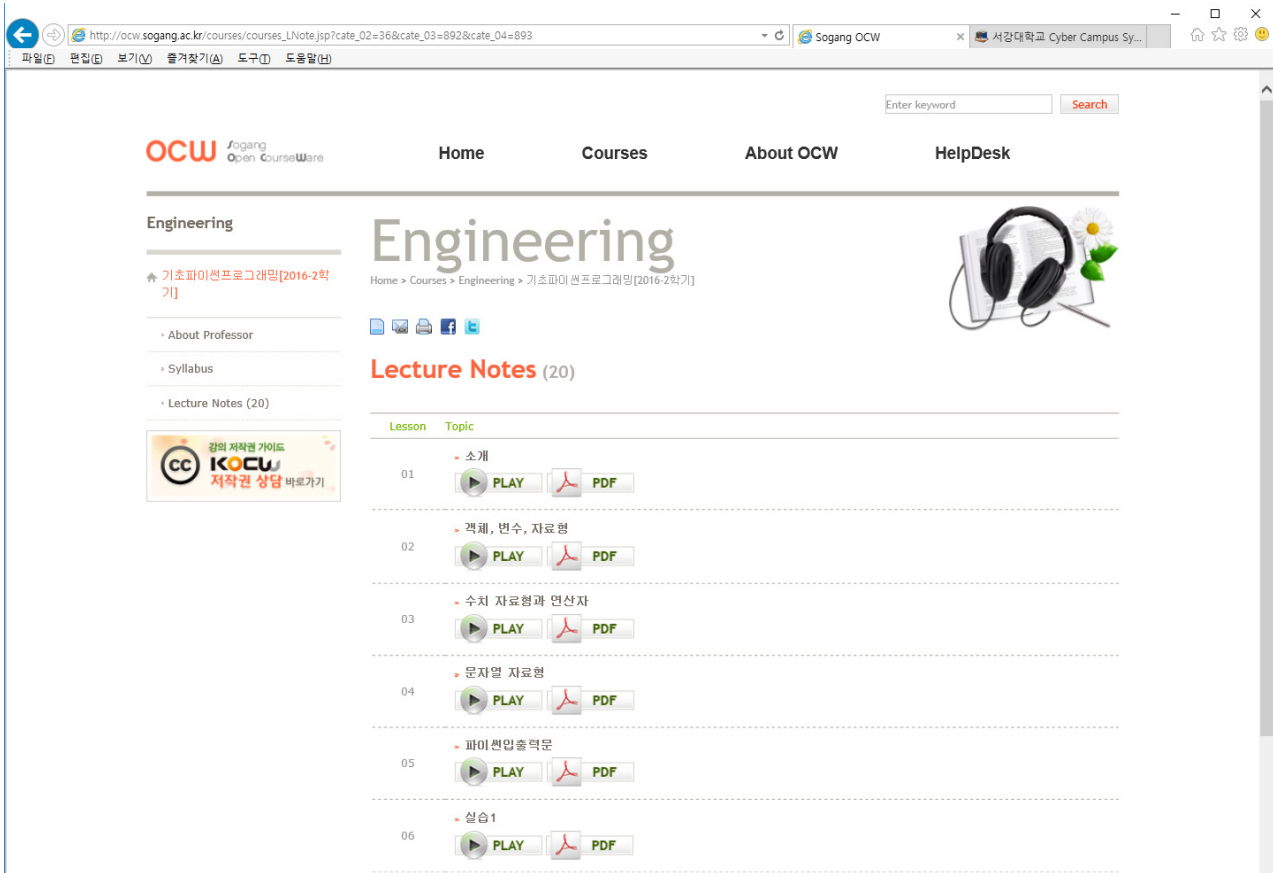 http://ocw.sogang.ac.kr/courses/courses_LNote.jsp?cate_02=36&cate_03=892&cate_04=893
Sogang OCW
서강대학교 Cyber Campus Sy...
파일(F) 편집(E) 보기(V) 즐겨찾기(A) 도구(T) 도움말(H)
Enter keyword
Search
OCW Sogang
Open CourseWare
Home Courses About OCW HelpDesk
Engineering
기초파이썬프로그래밍[2016-2학
기]
About Professor
Syllabus
Lecture Notes (20)
cc 강의 저작권 가이드
KOCW
저작권 상담 바로가기
Engineering
Home > Courses > Engineering > 기초파이썬프로그래밍[2016-2학기]
Lecture Notes (20)
Lesson Topic
01 소개
PLAY PDF
02 객체, 변수, 자료형
PLAY PDF
03 수치 자료형과 연산자
PLAY PDF
04 문자열 자료형
PLAY PDF
05 파이썬입출력문
PLAY PDF
06 실습1
PLAY PDF